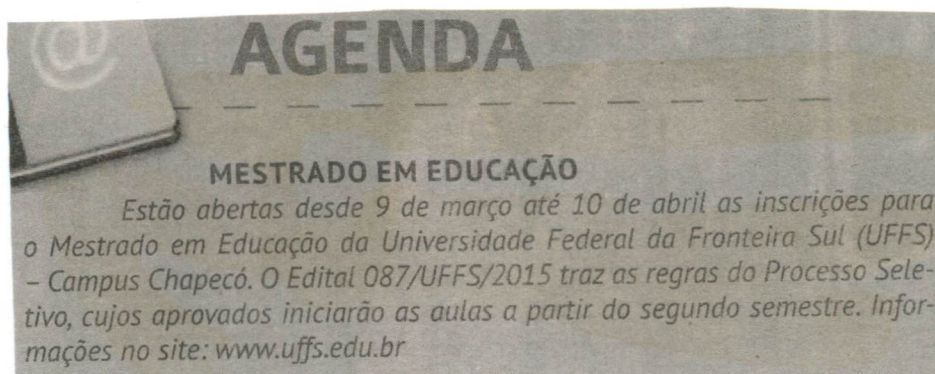 @
AGENDA
MESTRADO EM EDUCAÇÃO
Estão abertas desde 9 de março até 10 de abril as inscrições para
o Mestrado em Educação da Universidade Federal da Fronteira Sul (UFFS)
– Campus Chapecó. O Edital 087/UFFS/2015 traz as regras do Processo Sele-
tivo, cujos aprovados iniciarão as aulas a partir do segundo semestre. Infor-
mações no site: www.uffs.edu.br